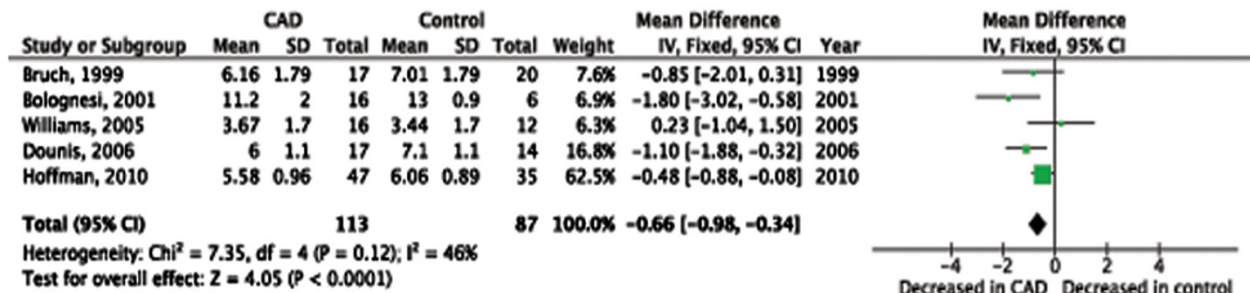 CAD Control Mean Difference Mean Difference
Study or Subgroup Mean SD Total Mean SD Total Weight IV, Fixed, 95% CI Year IV, Fixed, 95% CI
Bruch, 1999 6.16 1.79 17 7.01 1.79 20 7.6% -0.85 [-2.01, 0.31] 1999
Bolognesi, 2001 11.2 2 16 13 0.9 6 6.9% -1.80 [-3.02, -0.58] 2001
Williams, 2005 3.67 1.7 16 3.44 1.7 12 6.3% 0.23 [-1.04, 1.50] 2005
Dounis, 2006 6 1.1 17 7.1 1.1 14 16.8% -1.10 [-1.88, -0.32] 2006
Hoffman, 2010 5.58 0.96 47 6.06 0.89 35 62.5% -0.48 [-0.88, -0.08] 2010
Total (95% CI) 113 87 100.0% -0.66 [-0.98, -0.34]
Heterogeneity: Chi² = 7.35, df = 4 (P = 0.12); I² = 46%
Test for overall effect: Z = 4.05 (P < 0.0001)
-4 -2 0 2 4
Decreased in CAD Decreased in control